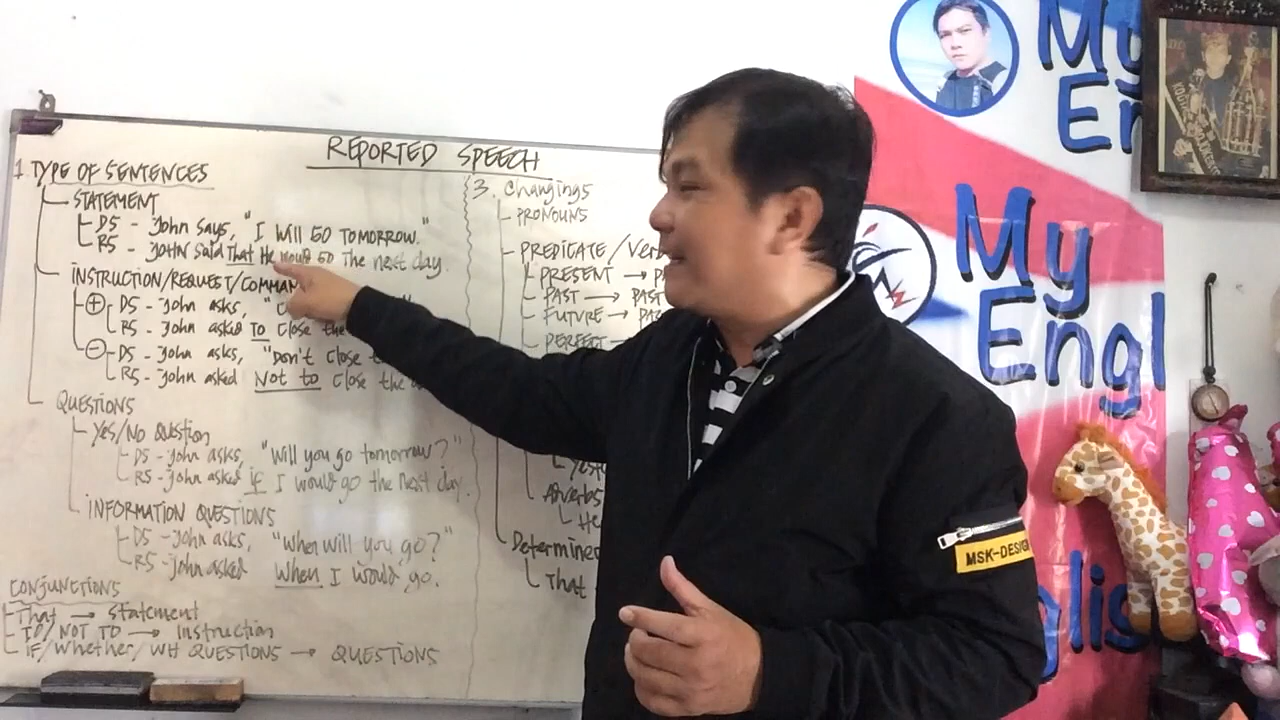 REPORTED SPEECH
1. TYPE OF SENTENCES
STATEMENT
DS - John says, "I will go tomorrow."
RS - John said That He would go The next day.
INSTRUCTION/REQUEST/COMMAN
+ DS - John asks, "C
RS - John asked TO Close the
- DS - John asks, "Don't Close t
RS - John asked Not to Close the
QUESTIONS
Yes/No Question
DS - John asks, "Will you go tomorrow?"
RS - John asked if I would go the next day.
INFORMATION QUESTIONS
DS - John asks, "When will you go?"
RS - John asked When I would go.
CONJUNCTIONS
That → Statement
TO/NOT TO → Instruction
IF/Whether/WH QUESTIONS → QUESTIONS
3. Changings
PRONOUNS
PREDICATE/Ver
PRESENT → P
PAST → PAST
FUTURE → PA
PERFECT →
Yeste
Adverbs
He
Determine
That
My
En
My
Engl
glis
MSK-DESIGN